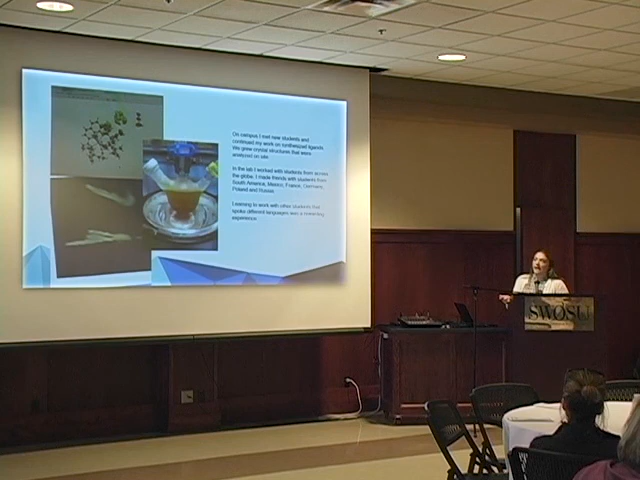 On campus I met new students and
continued my work on synthesized ligands.
We grew crystal structures that were
analyzed on site.
In the lab I worked with students from across
the globe. I made friends with students from
South America, Mexico, France, Germany,
Poland and Russia.
Learning to work with other students that
spoke different languages was a rewarding
experience.
SWOSU